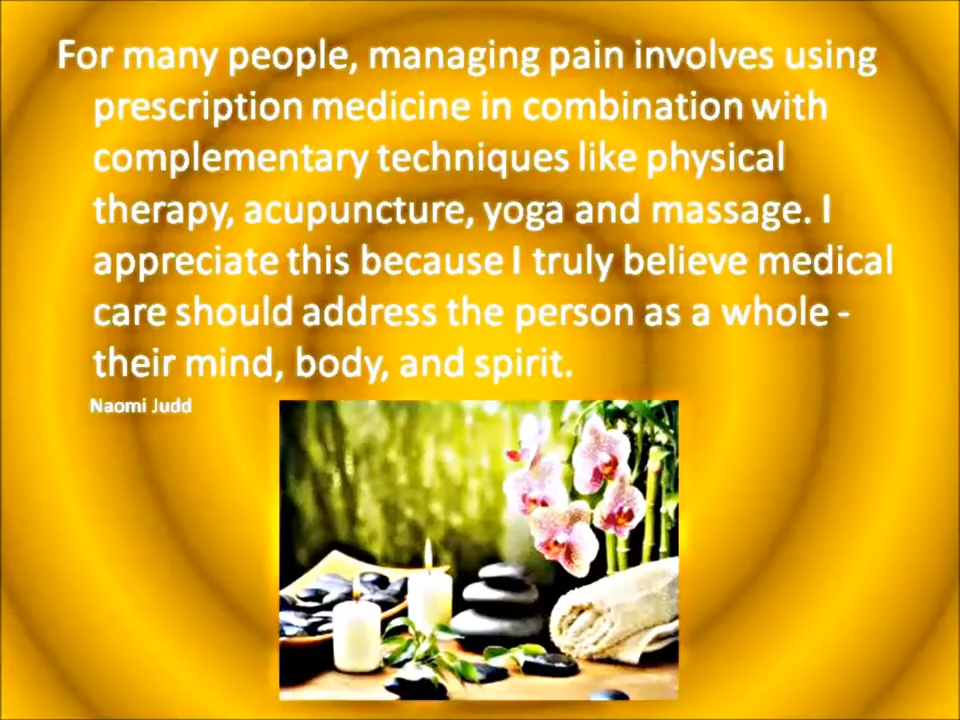 For many people, managing pain involves using
prescription medicine in combination with
complementary techniques like physical
therapy, acupuncture, yoga and massage. I
appreciate this because I truly believe medical
care should address the person as a whole -
their mind, body, and spirit.
Naomi Judd